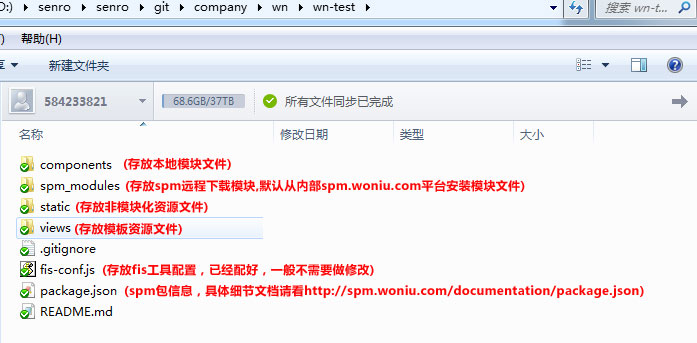 D:) ▸ senro ▸ senro ▸ git ▸ company ▸ wn ▸ wn-test ▸ 搜索 wn-t...
帮助(H)
新建文件夹
584233821 68.6GB/37TB 所有文件同步已完成
名称 修改日期 类型 大小
components (存放本地模块文件)
spm_modules (存放spm远程下载模块,默认从内部spm.woniu.com平台安装模块文件)
static (存放非模块化资源文件)
views (存放模板资源文件)
.gitignore
fis-conf.js (存放fis工具配置，已经配好，一般不需要做修改)
package.json (spm包信息，具体细节文档请看http://spm.woniu.com/documentation/package.json)
README.md